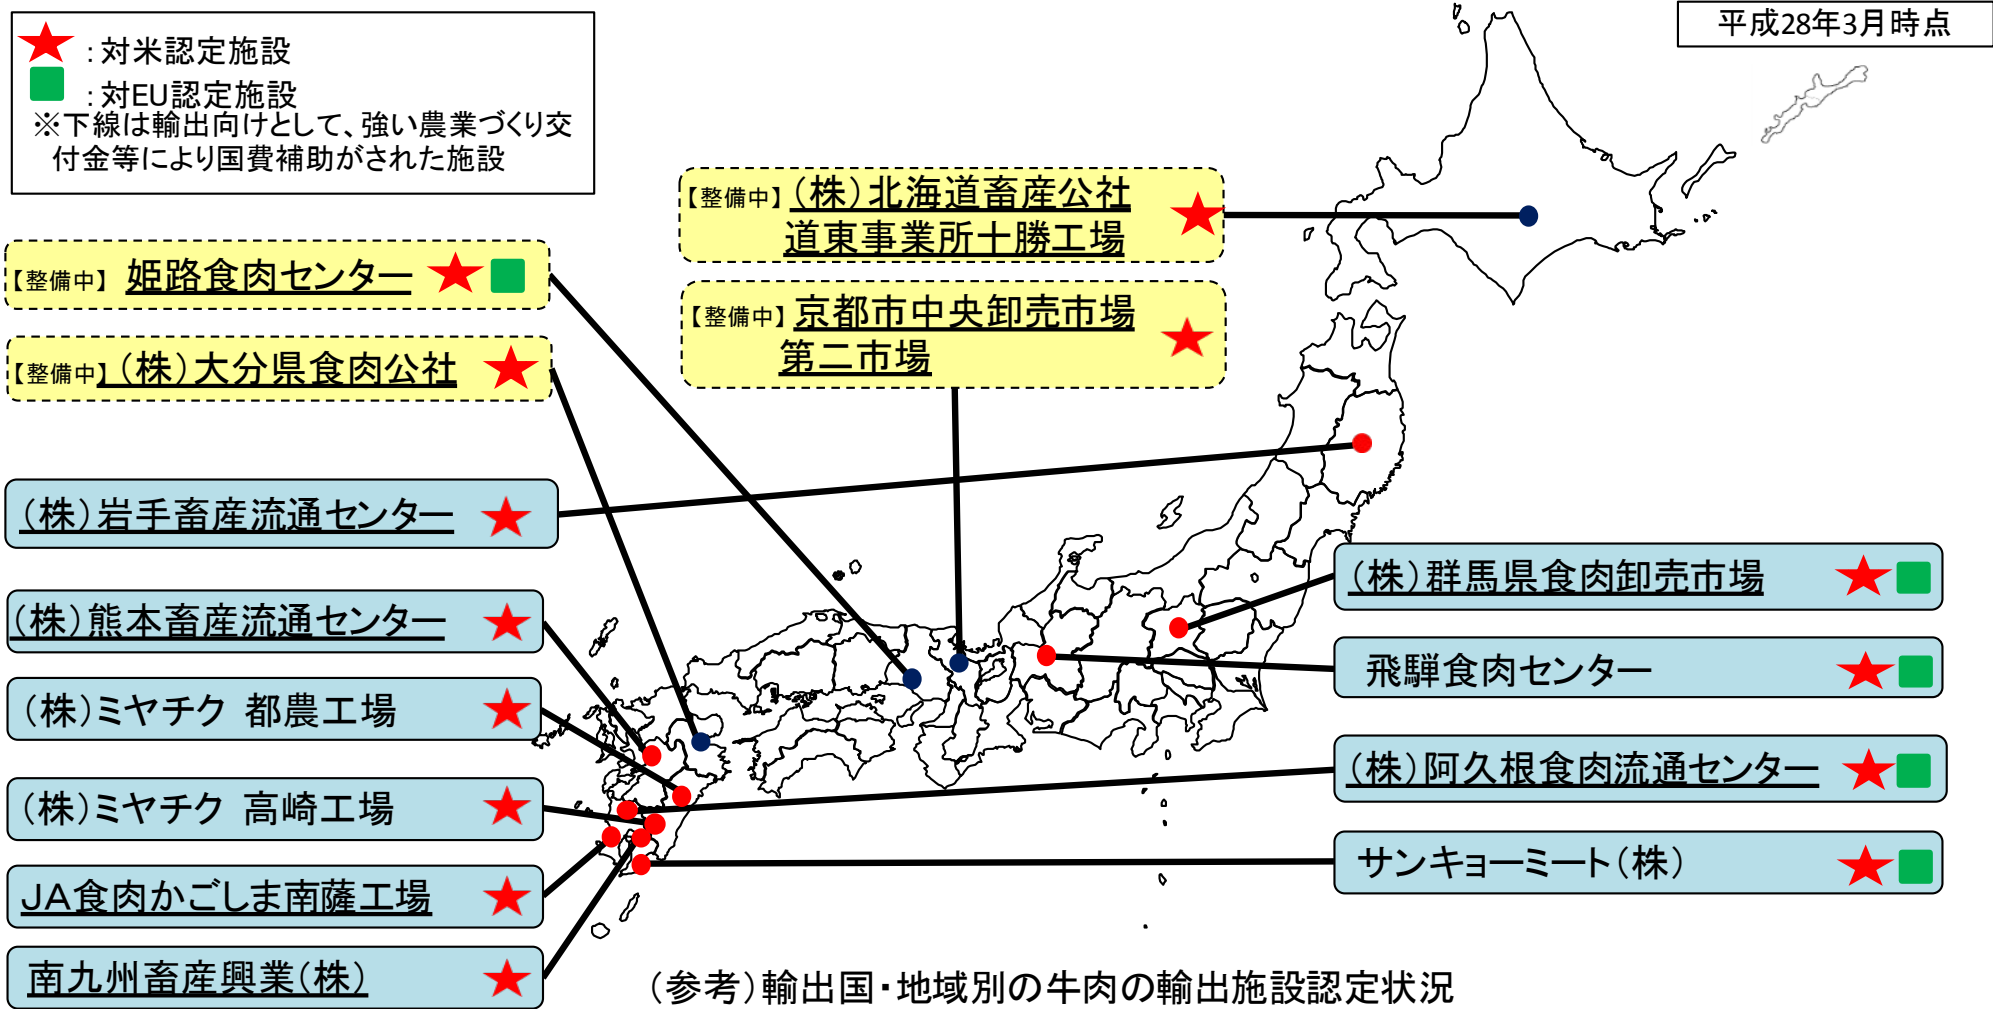 平成28年3月時点
：対米認定施設
：対EU認定施設
※下線は輸出向けとして、強い農業づくり交
付金等により国費補助がされた施設
【整備中】（株）北海道畜産公社
道東事業所十勝工場
【整備中】 姫路食肉センター
【整備中】 京都市中央卸売市場
第二市場
【整備中】（株）大分県食肉公社
（株）岩手畜産流通センター
（株）熊本畜産流通センター
（株）ミヤチク 都農工場
（株）ミヤチク 高崎工場
JA食肉かごしま南薩工場
南九州畜産興業（株）
（株）群馬県食肉卸売市場
飛騨食肉センター
（株）阿久根食肉流通センター
サンキョーミート（株）
（参考）輸出国・地域別の牛肉の輸出施設認定状況